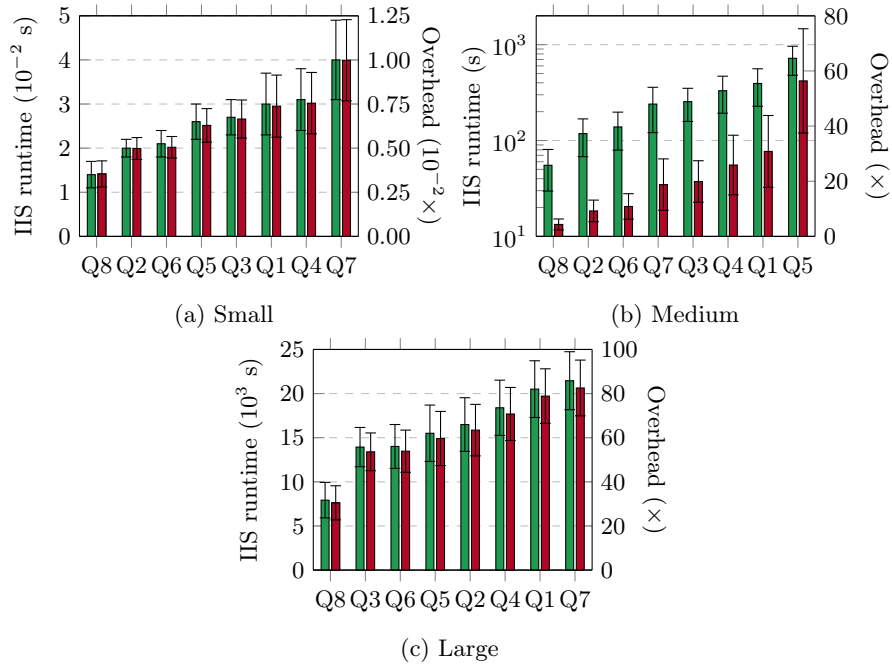 IIS runtime (10⁻² s)
5
4
3
2
1
0
1.25
1.00
0.75
0.50
0.25
0.00
Overhead (10⁻²×)
Q8 Q2 Q6 Q5 Q3 Q1 Q4 Q7
(a) Small
IIS runtime (s)
10³
10²
10¹
80
60
40
20
0
Overhead (×)
Q8 Q2 Q6 Q7 Q3 Q4 Q1 Q5
(b) Medium
IIS runtime (10³ s)
25
20
15
10
5
0
100
80
60
40
20
0
Overhead (×)
Q8 Q3 Q6 Q5 Q2 Q4 Q1 Q7
(c) Large